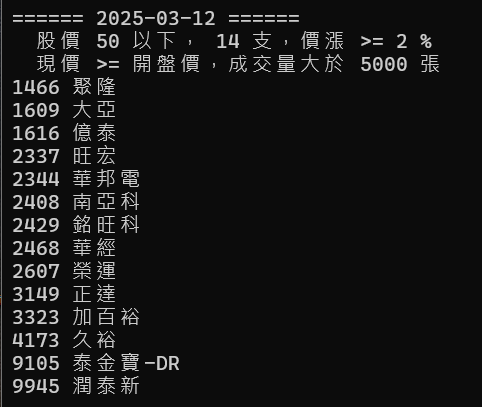 ====== 2025-03-12 ======
股價 50 以下， 14 支，價漲 >= 2 %
現價 >= 開盤價，成交量大於 5000 張
1466 聚隆
1609 大亞
1616 億泰
2337 旺宏
2344 華邦電
2408 南亞科
2429 銘旺科
2468 華經
2607 榮運
3149 正達
3323 加百裕
4173 久裕
9105 泰金寶-DR
9945 潤泰新